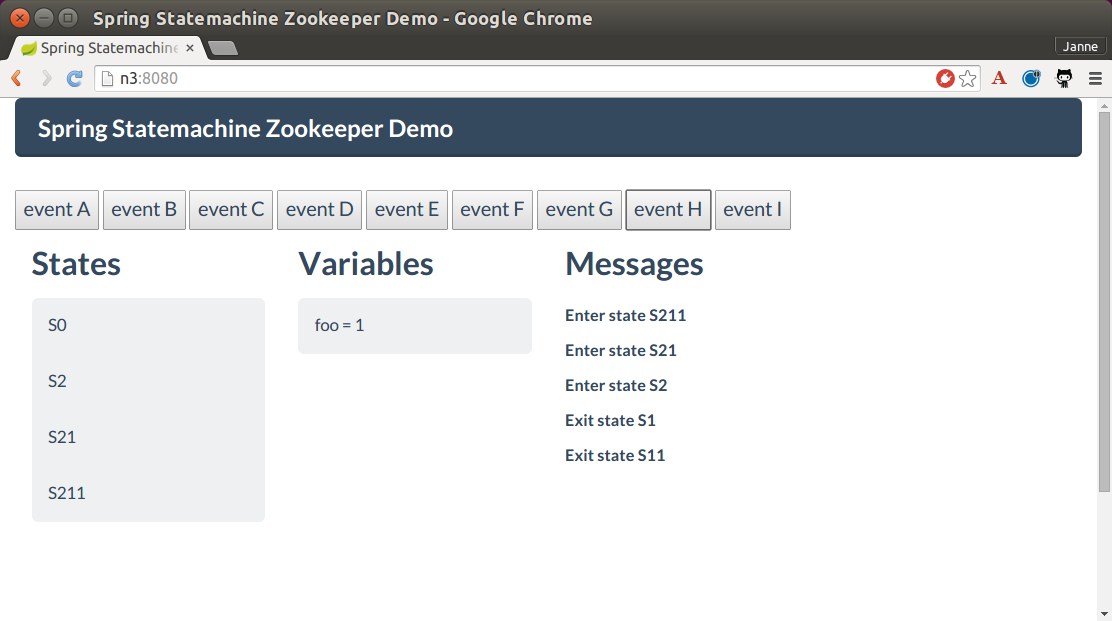 Spring Statemachine Zookeeper Demo - Google Chrome
Spring Statemachine
Janne
n3:8080
A
Spring Statemachine Zookeeper Demo
event A event B event C event D event E event F event G event H event I
States Variables Messages
S0 foo = 1 Enter state S211
Enter state S21
S2 Enter state S2
Exit state S1
S21 Exit state S11
S211